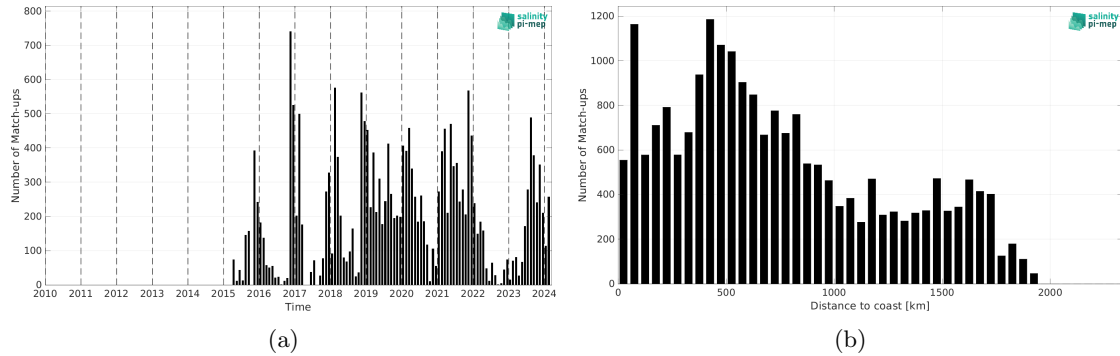 salinity
pi-mep
800
700
600
500
400
300
200
100
0
Number of Match-ups
2010 2011 2012 2013 2014 2015 2016 2017 2018 2019 2020 2021 2022 2023 2024
Time
(a)
salinity
pi-mep
1200
1000
800
600
400
200
0
Number of Match-ups
0 500 1000 1500 2000
Distance to coast [km]
(b)